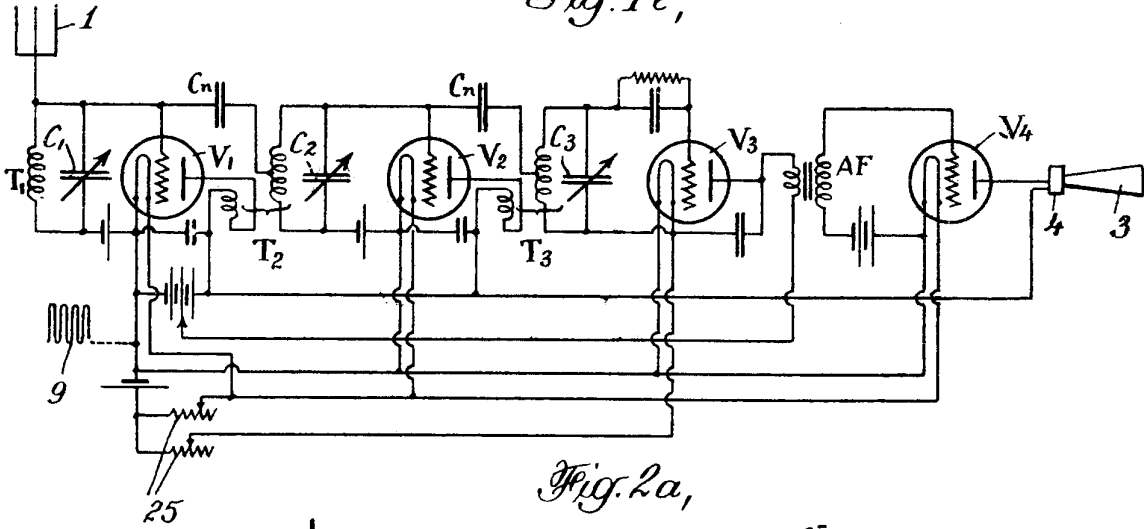 Fig. 1c,
1
Cn
Cn
T1 C1 V1 C2 V2 C3 V3 AF V4
T2 T3 4 3
9
25
Fig. 2a,